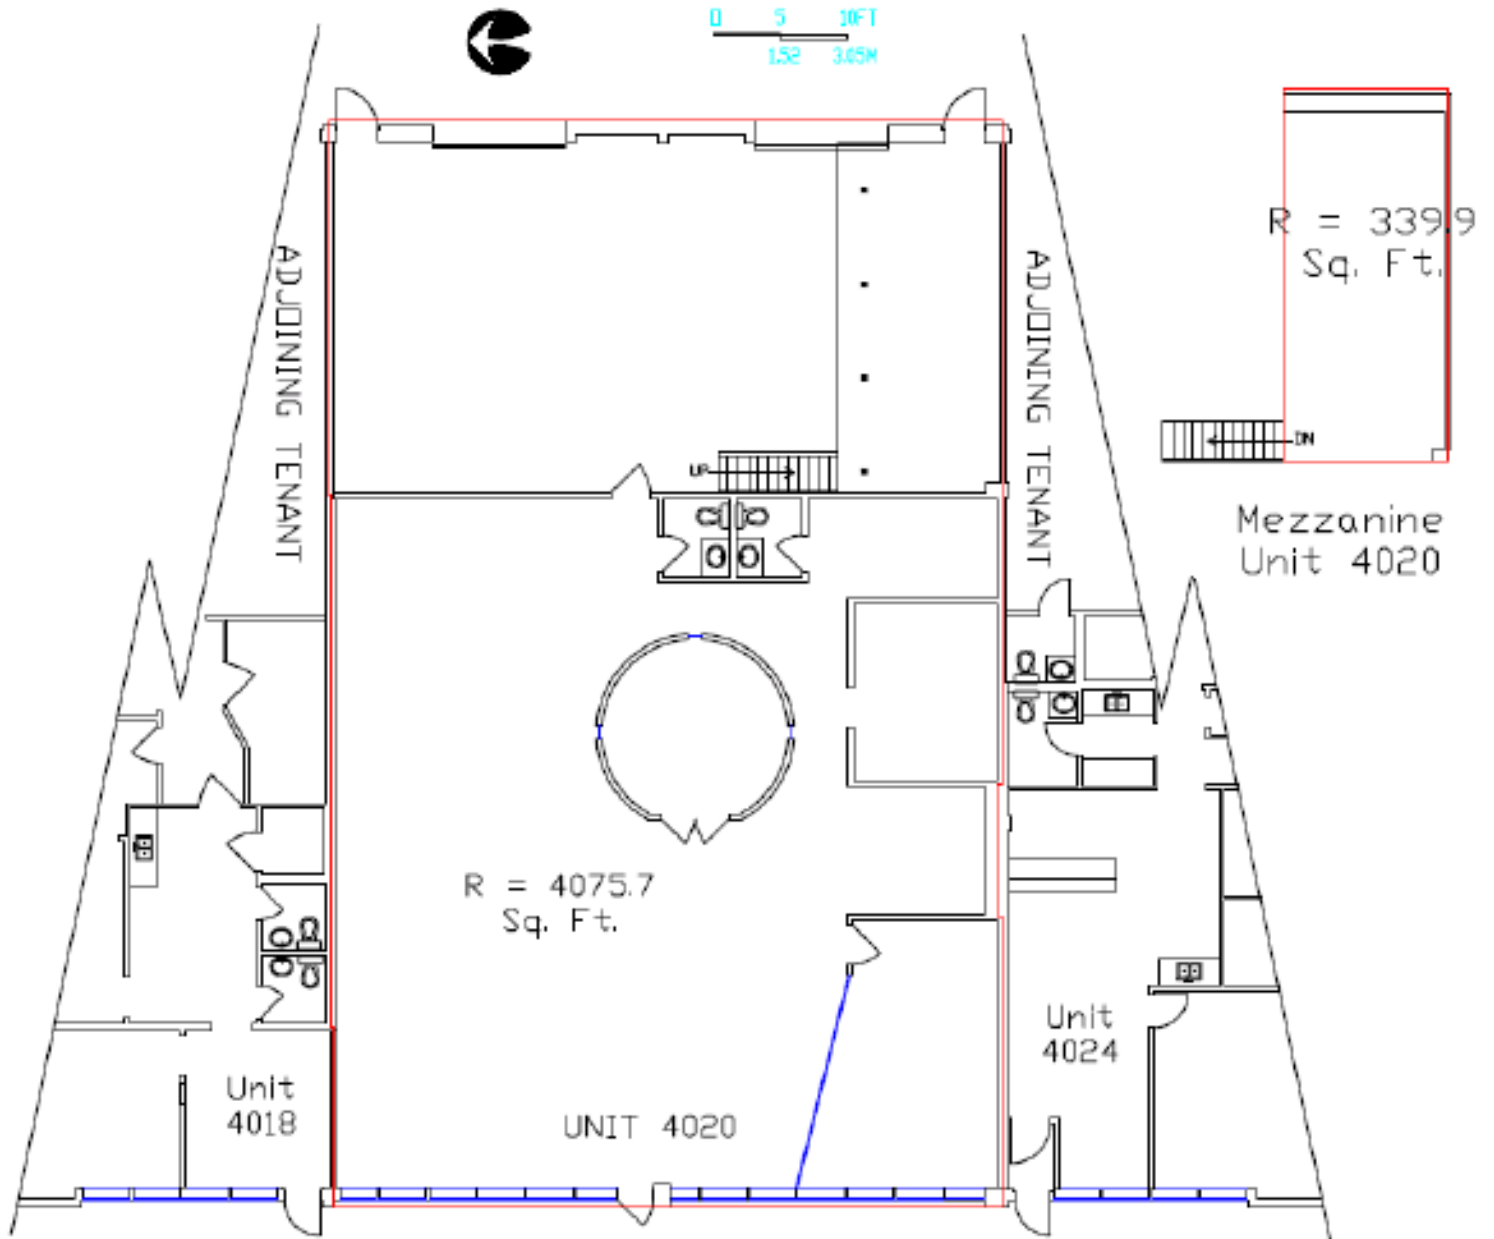 0 5 10FT
1.52 3.05M
ADJOINING TENANT
ADJOINING TENANT
R = 339.9
Sq. Ft.
UP
DN
Mezzanine
Unit 4020
R = 4075.7
Sq. Ft.
Unit
4024
Unit
4018
UNIT 4020